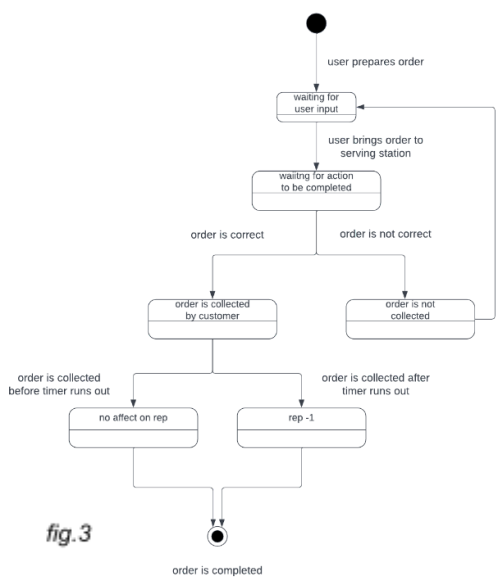 user prepares order
waiting for
user input
user brings order to
serving station
waiitng for action
to be completed
order is correct
order is not correct
order is collected
by customer
order is not
collected
order is collected
before timer runs out
order is collected after
timer runs out
no affect on rep
rep -1
fig.3
order is completed